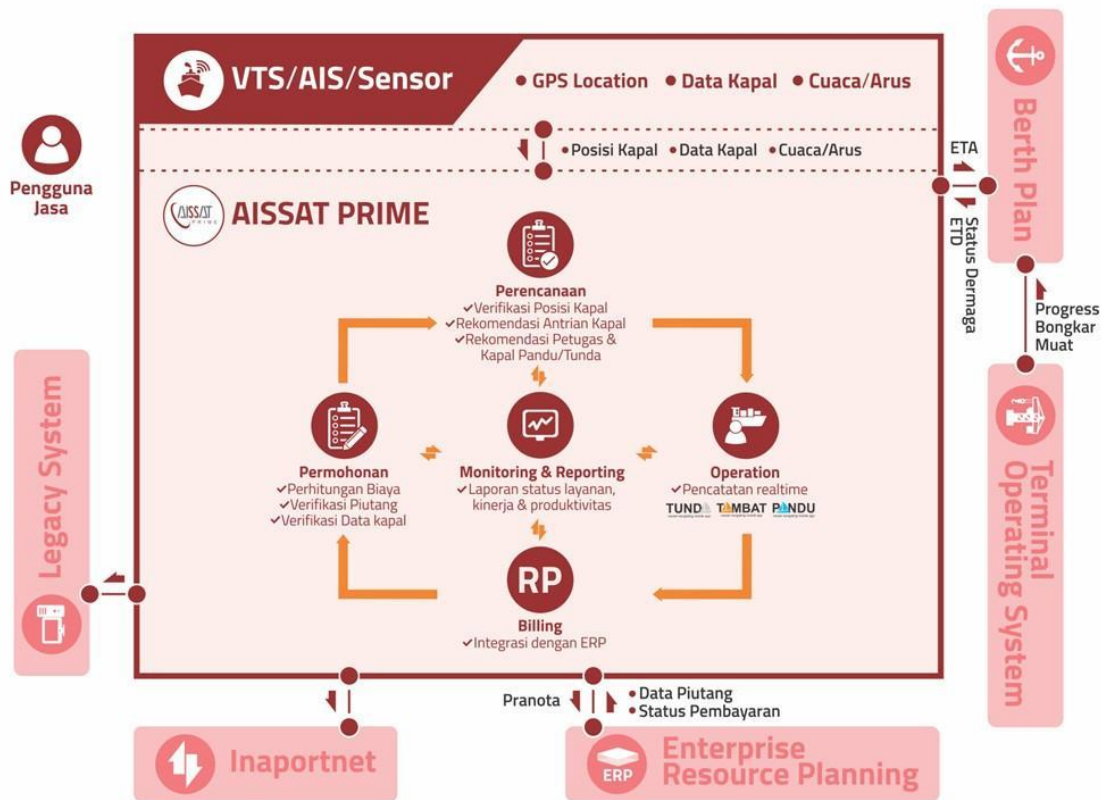 VTS/AIS/Sensor
• GPS Location • Data Kapal • Cuaca/Arus
•Posisi Kapal •Data Kapal •Cuaca/Arus
Pengguna
Jasa
AISSAT
PRIME
AISSAT PRIME
Perencanaan
✓Verifikasi Posisi Kapal
✓Rekomendasi Antrian Kapal
✓Rekomendasi Petugas &
Kapal Pandu/Tunda
Permohonan
✓Perhitungan Biaya
✓Verifikasi Piutang
✓Verifikasi Data kapal
Monitoring & Reporting
✓Laporan status layanan,
kinerja & produktivitas
Operation
✓Pencatatan realtime
TUNDA TAMBAT PANDU
RP
Billing
✓Integrasi dengan ERP
Legacy System
Inaportnet
Pranota
• Data Piutang
• Status Pembayaran
ERP
Enterprise
Resource Planning
Berth Plan
ETA
Status Dermaga
ETD
Progress
Bongkar
Muat
Terminal
Operating System